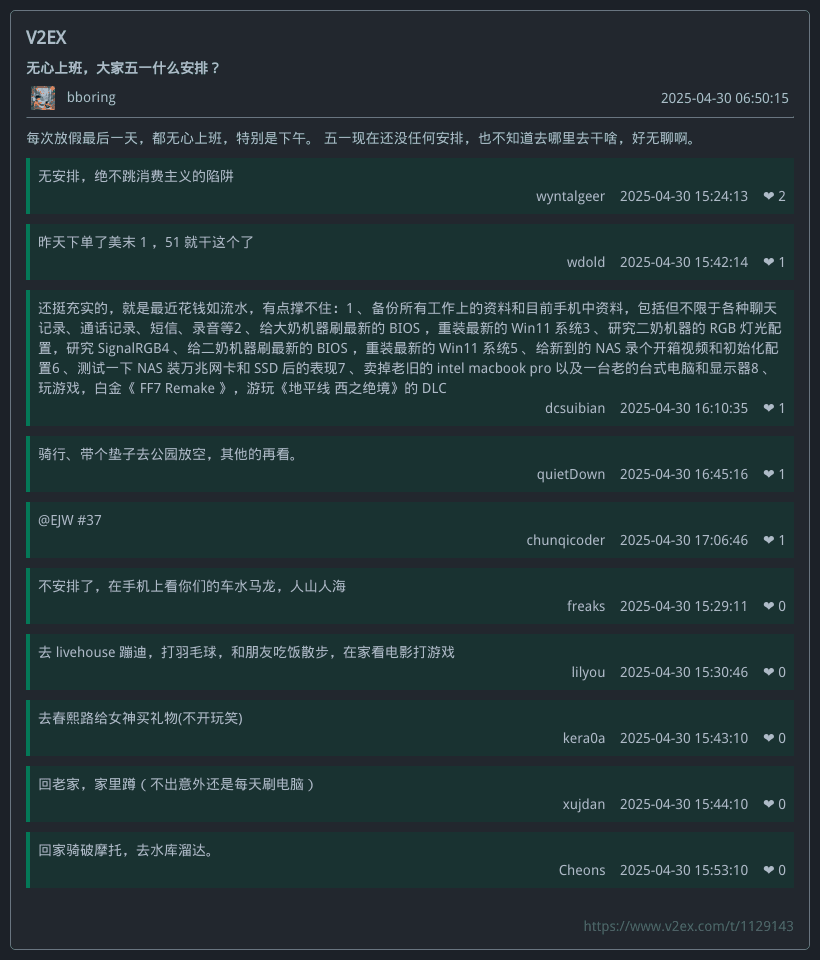 V2EX
无心上班，大家五一什么安排？
bboring
2025-04-30 06:50:15
每次放假最后一天，都无心上班，特别是下午。 五一现在还没任何安排，也不知道去哪里去干啥，好无聊啊。
无安排，绝不跳消费主义的陷阱
wyntalgeer 2025-04-30 15:24:13 ❤ 2
昨天下单了美末 1 ，51 就干这个了
wdold 2025-04-30 15:42:14 ❤ 1
还挺充实的，就是最近花钱如流水，有点撑不住：1 、备份所有工作上的资料和目前手机中资料，包括但不限于各种聊天
记录、通话记录、短信、录音等2 、给大奶机器刷最新的 BIOS ，重装最新的 Win11 系统3 、研究二奶机器的 RGB 灯光配
置，研究 SignalRGB4 、给二奶机器刷最新的 BIOS ，重装最新的 Win11 系统5 、给新到的 NAS 录个开箱视频和初始化配
置6 、测试一下 NAS 装万兆网卡和 SSD 后的表现7 、卖掉老旧的 intel macbook pro 以及一台老的台式电脑和显示器8 、
玩游戏，白金《 FF7 Remake 》，游玩《地平线 西之绝境》的 DLC
dcsuibian 2025-04-30 16:10:35 ❤ 1
骑行、带个垫子去公园放空，其他的再看。
quietDown 2025-04-30 16:45:16 ❤ 1
@EJW #37
chunqicoder 2025-04-30 17:06:46 ❤ 1
不安排了，在手机上看你们的车水马龙，人山人海
freaks 2025-04-30 15:29:11 ❤ 0
去 livehouse 蹦迪，打羽毛球，和朋友吃饭散步，在家看电影打游戏
lilyou 2025-04-30 15:30:46 ❤ 0
去春熙路给女神买礼物(不开玩笑)
kera0a 2025-04-30 15:43:10 ❤ 0
回老家，家里蹲（ 不出意外还是每天刷电脑 ）
xujdan 2025-04-30 15:44:10 ❤ 0
回家骑破摩托，去水库溜达。
Cheons 2025-04-30 15:53:10 ❤ 0
https://www.v2ex.com/t/1129143